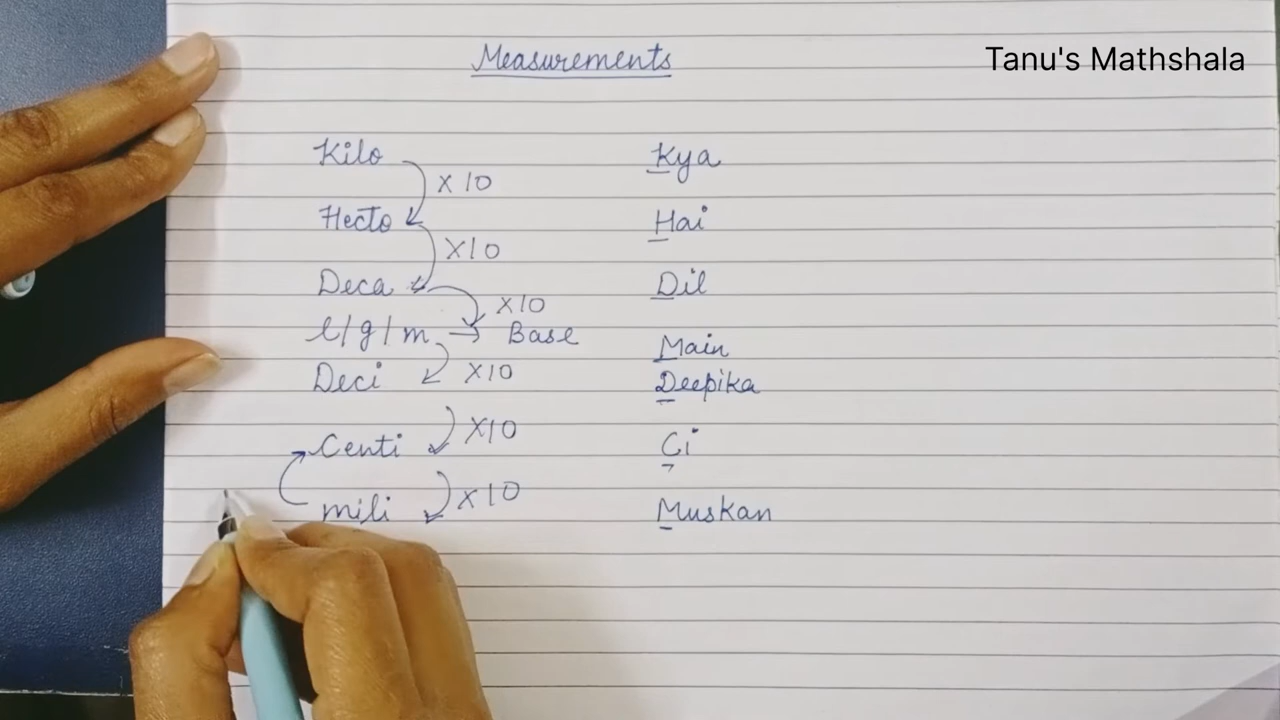 Measurements
Tanu's Mathshala
Kilo Kya
X 10
Hecto Hai
X10
Deca Dil
X10
l/g/m → Base Main
Deci X10 Deepika
Centi X10 Ci
mili X10 Muskan